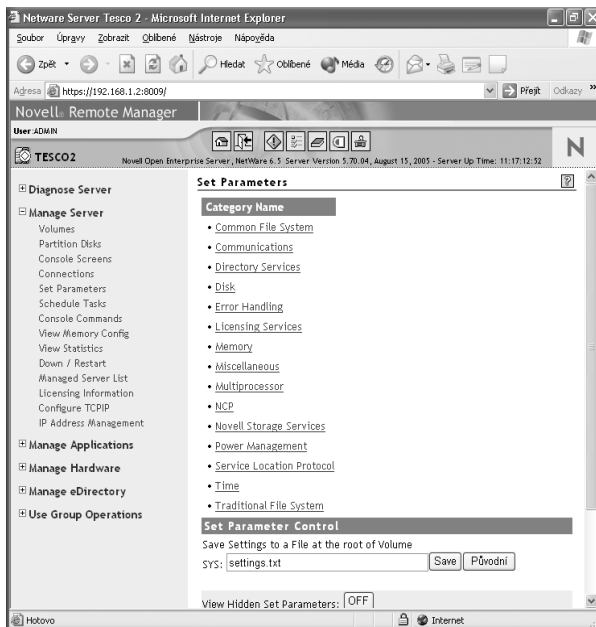 Netware Server Tesco 2 - Microsoft Internet Explorer
Soubor Úpravy Zobrazit Oblíbené Nástroje Nápověda
Zpět Hledat Oblíbené Média
Adresa https://192.168.1.2:8009/ Přejít Odkazy »
Novell® Remote Manager
User:ADMIN
TESCO2 Novell Open Enterprise Server, NetWare 6.5 Server Version 5.70.04, August 15, 2005 - Server Up Time: 11:17:12:52 N
Diagnose Server
Manage Server
Volumes
Partition Disks
Console Screens
Connections
Set Parameters
Schedule Tasks
Console Commands
View Memory Config
View Statistics
Down / Restart
Managed Server List
Licensing Information
Configure TCPIP
IP Address Management
Manage Applications
Manage Hardware
Manage eDirectory
Use Group Operations
Set Parameters ?
Category Name
• Common File System
• Communications
• Directory Services
• Disk
• Error Handling
• Licensing Services
• Memory
• Miscellaneous
• Multiprocessor
• NCP
• Novell Storage Services
• Power Management
• Service Location Protocol
• Time
• Traditional File System
Set Parameter Control
Save Settings to a File at the root of Volume
SYS: settings.txt Save Původní
View Hidden Set Parameters: OFF
Hotovo Internet